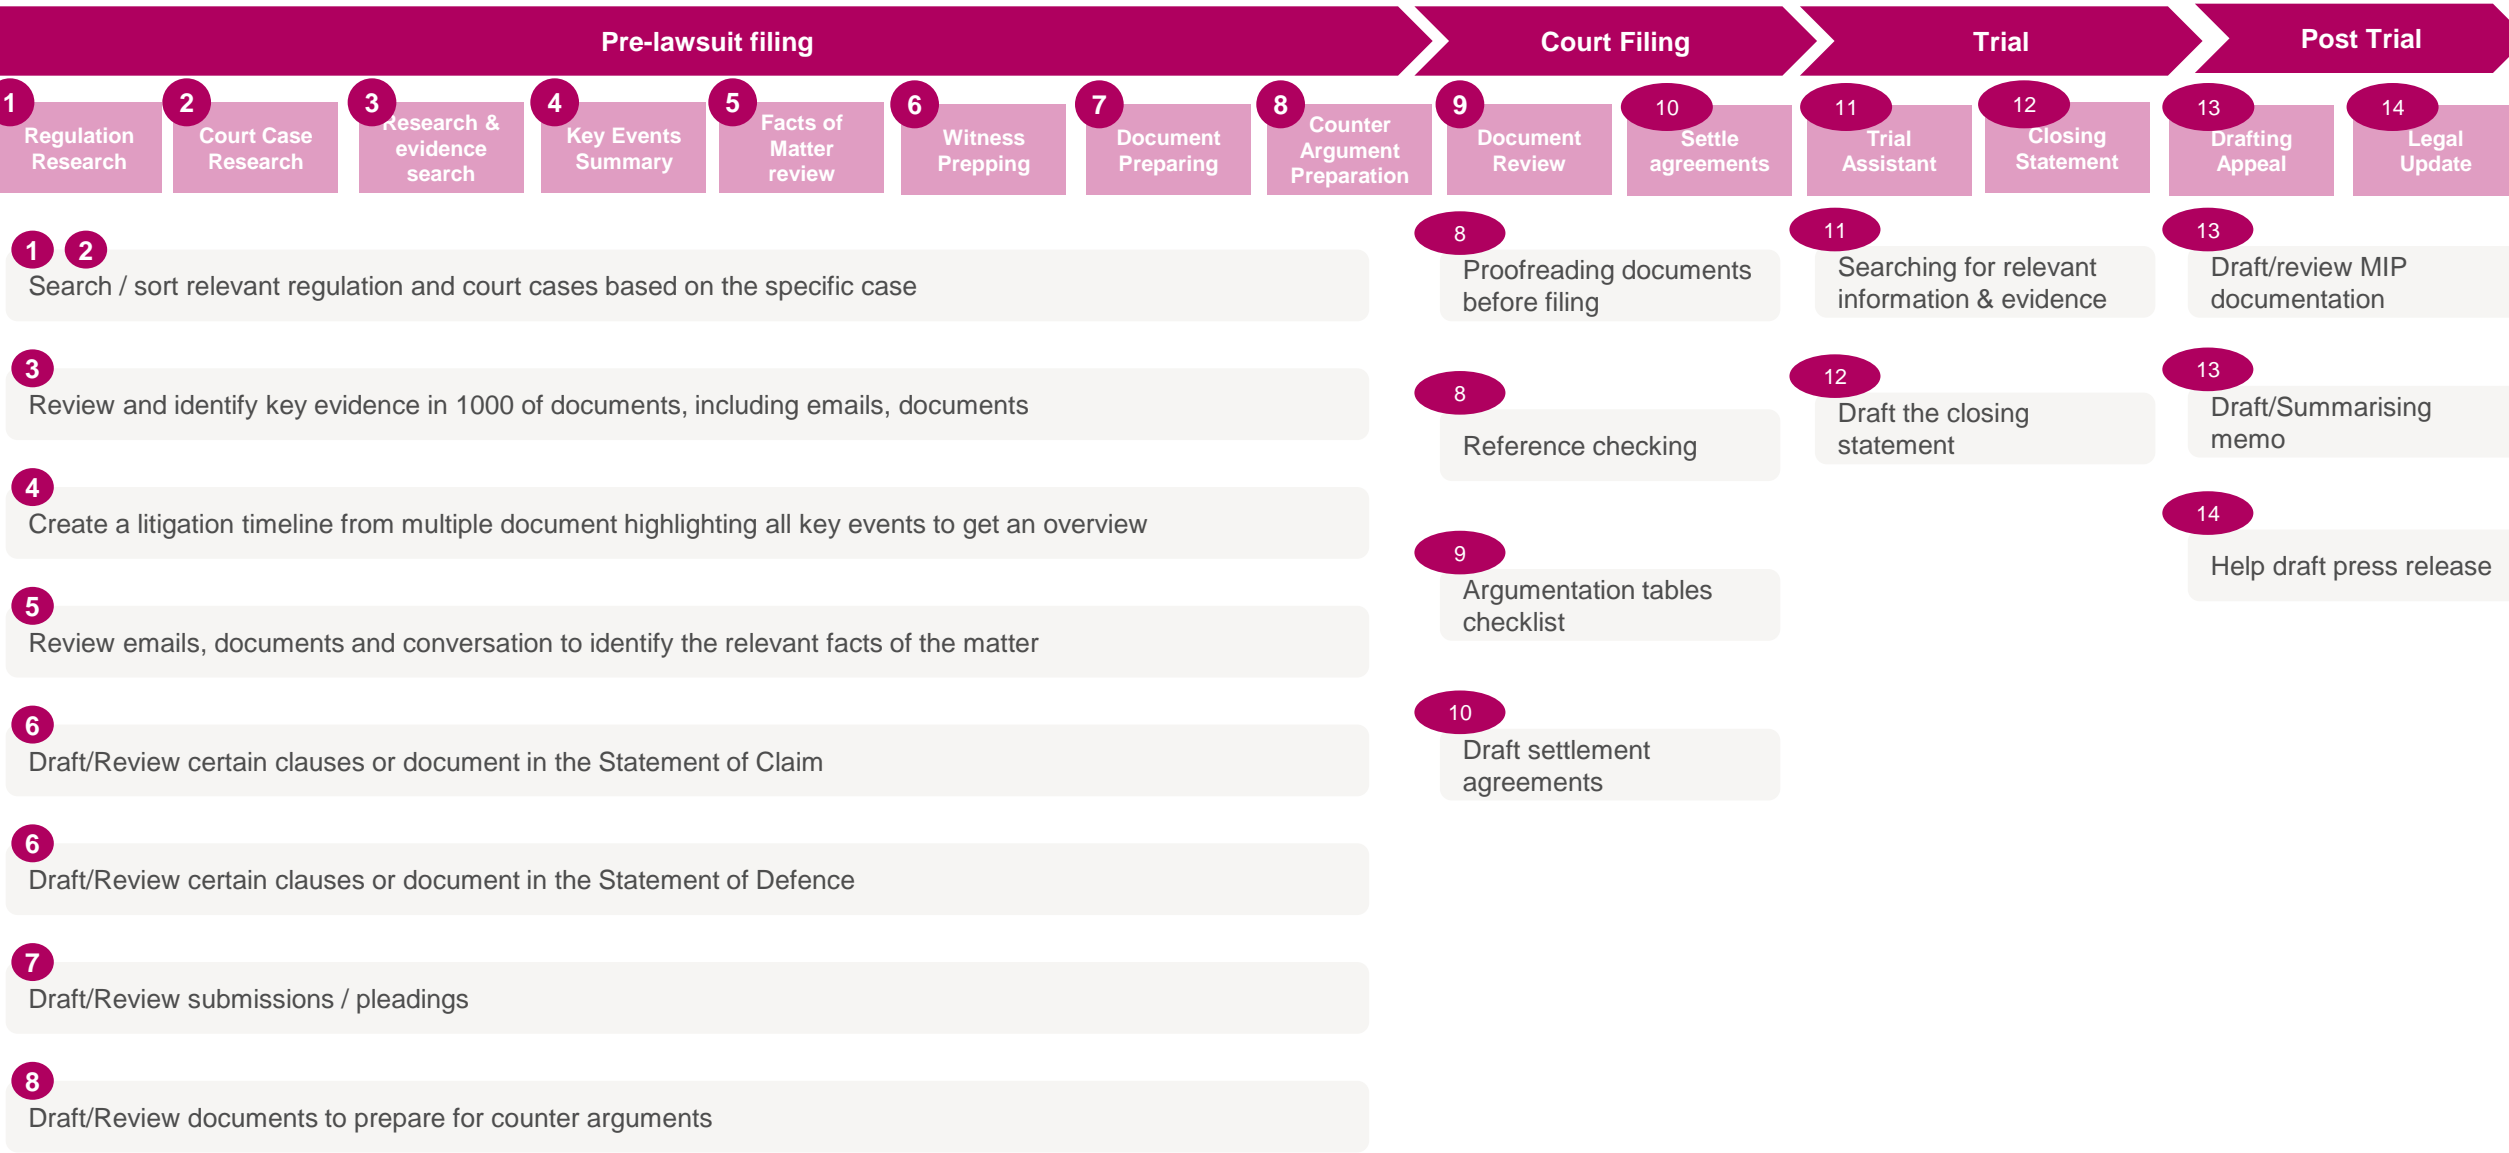 Pre-lawsuit filing
Court Filing
Trial
Post Trial
1
Regulation
Research
2
Court Case
Research
3
Research &
evidence
search
4
Key Events
Summary
5
Facts of
Matter
review
6
Witness
Prepping
7
Document
Preparing
8
Counter
Argument
Preparation
9
Document
Review
10
Settle
agreements
11
Trial
Assistant
12
Closing
Statement
13
Drafting
Appeal
14
Legal
Update
1 2
Search / sort relevant regulation and court cases based on the specific case
3
Review and identify key evidence in 1000 of documents, including emails, documents
4
Create a litigation timeline from multiple document highlighting all key events to get an overview
5
Review emails, documents and conversation to identify the relevant facts of the matter
6
Draft/Review certain clauses or document in the Statement of Claim
6
Draft/Review certain clauses or document in the Statement of Defence
7
Draft/Review submissions / pleadings
8
Draft/Review documents to prepare for counter arguments
8
Proofreading documents
before filing
8
Reference checking
9
Argumentation tables
checklist
10
Draft settlement
agreements
11
Searching for relevant
information & evidence
12
Draft the closing
statement
13
Draft/review MIP
documentation
13
Draft/Summarising
memo
14
Help draft press release